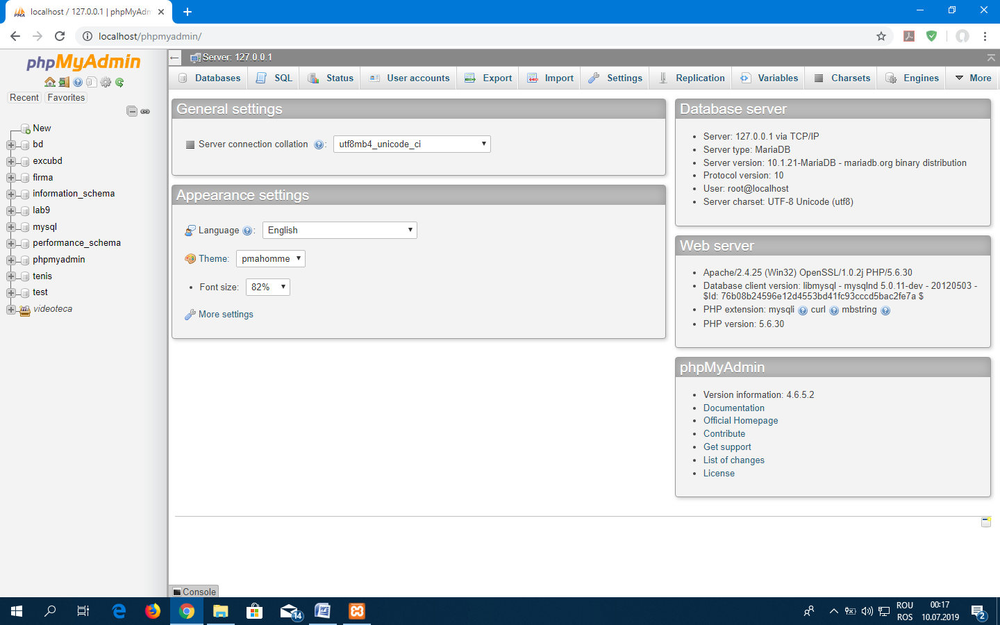 localhost / 127.0.0.1 | phpMyAdm
localhost/phpmyadmin/
phpMyAdmin
Recent Favorites
New
bd
excubd
firma
information_schema
lab9
mysql
performance_schema
phpmyadmin
tenis
test
videoteca
Server: 127.0.0.1
Databases SQL Status User accounts Export Import Settings Replication Variables Charsets Engines More
General settings
Server connection collation : utf8mb4_unicode_ci
Appearance settings
Language : English
Theme: pmahomme
Font size: 82%
More settings
Database server
Server: 127.0.0.1 via TCP/IP
Server type: MariaDB
Server version: 10.1.21-MariaDB - mariadb.org binary distribution
Protocol version: 10
User: root@localhost
Server charset: UTF-8 Unicode (utf8)
Web server
Apache/2.4.25 (Win32) OpenSSL/1.0.2j PHP/5.6.30
Database client version: libmysql - mysqlnd 5.0.11-dev - 20120503 -
$Id: 76b08b24596e12d4553bd41fc93cccd5bac2fe7a $
PHP extension: mysqli curl mbstring
PHP version: 5.6.30
phpMyAdmin
Version information: 4.6.5.2
Documentation
Official Homepage
Contribute
Get support
List of changes
License
Console
14
ROU
ROS
00:17
10.07.2019
2